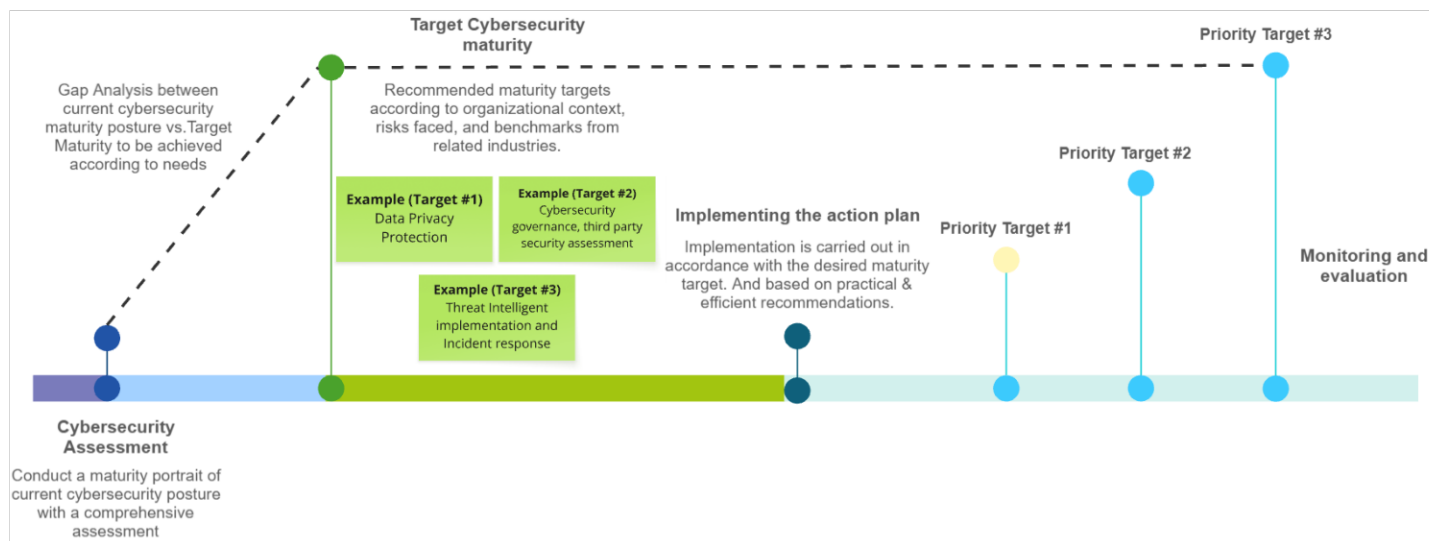 Target Cybersecurity
maturity
Priority Target #3
Gap Analysis between
current cybersecurity
maturity posture vs.Target
Maturity to be achieved
according to needs
Recommended maturity targets
according to organizational context,
risks faced, and benchmarks from
related industries.
Priority Target #2
Example (Target #1)
Data Privacy
Protection
Example (Target #2)
Cybersecurity
governance, third party
security assessment
Example (Target #3)
Threat Intelligent
implementation and
Incident response
Implementing the action plan
Implementation is carried out in
accordance with the desired maturity
target. And based on practical &
efficient recommendations.
Priority Target #1
Monitoring and
evaluation
Cybersecurity
Assessment
Conduct a maturity portrait of
current cybersecurity posture
with a comprehensive
assessment